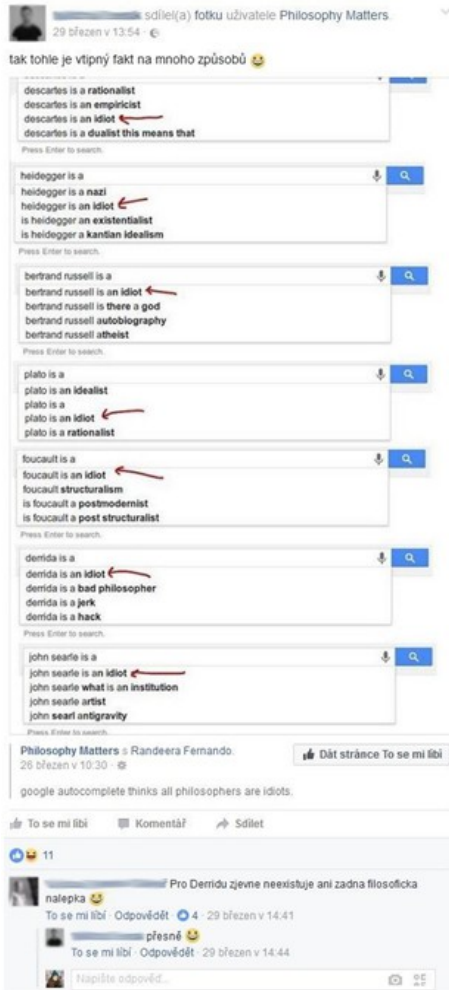 sdílel(a) fotku uživatele Philosophy Matters.
29 březen v 13:54 ·
tak tohle je vtipný fakt na mnoho způsobů 😆
descartes is a rationalist
descartes is an empiricist
descartes is an idiot
descartes is a dualist this means that
Press Enter to search.
heidegger is a
heidegger is a nazi
heidegger is an idiot
is heidegger an existentialist
is heidegger a kantian idealism
Press Enter to search.
bertrand russell is a
bertrand russell is an idiot
bertrand russell is there a god
bertrand russell autobiography
bertrand russell atheist
Press Enter to search.
plato is a
plato is an idealist
plato is a
plato is an idiot
plato is a rationalist
foucault is a
foucault is an idiot
foucault structuralism
is foucault a postmodernist
is foucault a post structuralist
Press Enter to search.
derrida is a
derrida is an idiot
derrida is a bad philosopher
derrida is a jerk
derrida is a hack
Press Enter to search.
john searle is a
john searle is an idiot
john searle what is an institution
john searle artist
john searl antigravity
Press Enter to search.
Philosophy Matters s Randeera Fernando.
26 březen v 10:30 ·
Dát stránce To se mi líbí
google autocomplete thinks all philosophers are idiots.
To se mi líbí Komentář Sdílet
11
Pro Derridu zjevne neexistuje ani zadna filosoficka
nalepka 😆
To se mi líbí · Odpovědět · 4 · 29 březen v 14:41
přesně 😆
To se mi líbí · Odpovědět · 29 březen v 14:44
Napište odpověď...